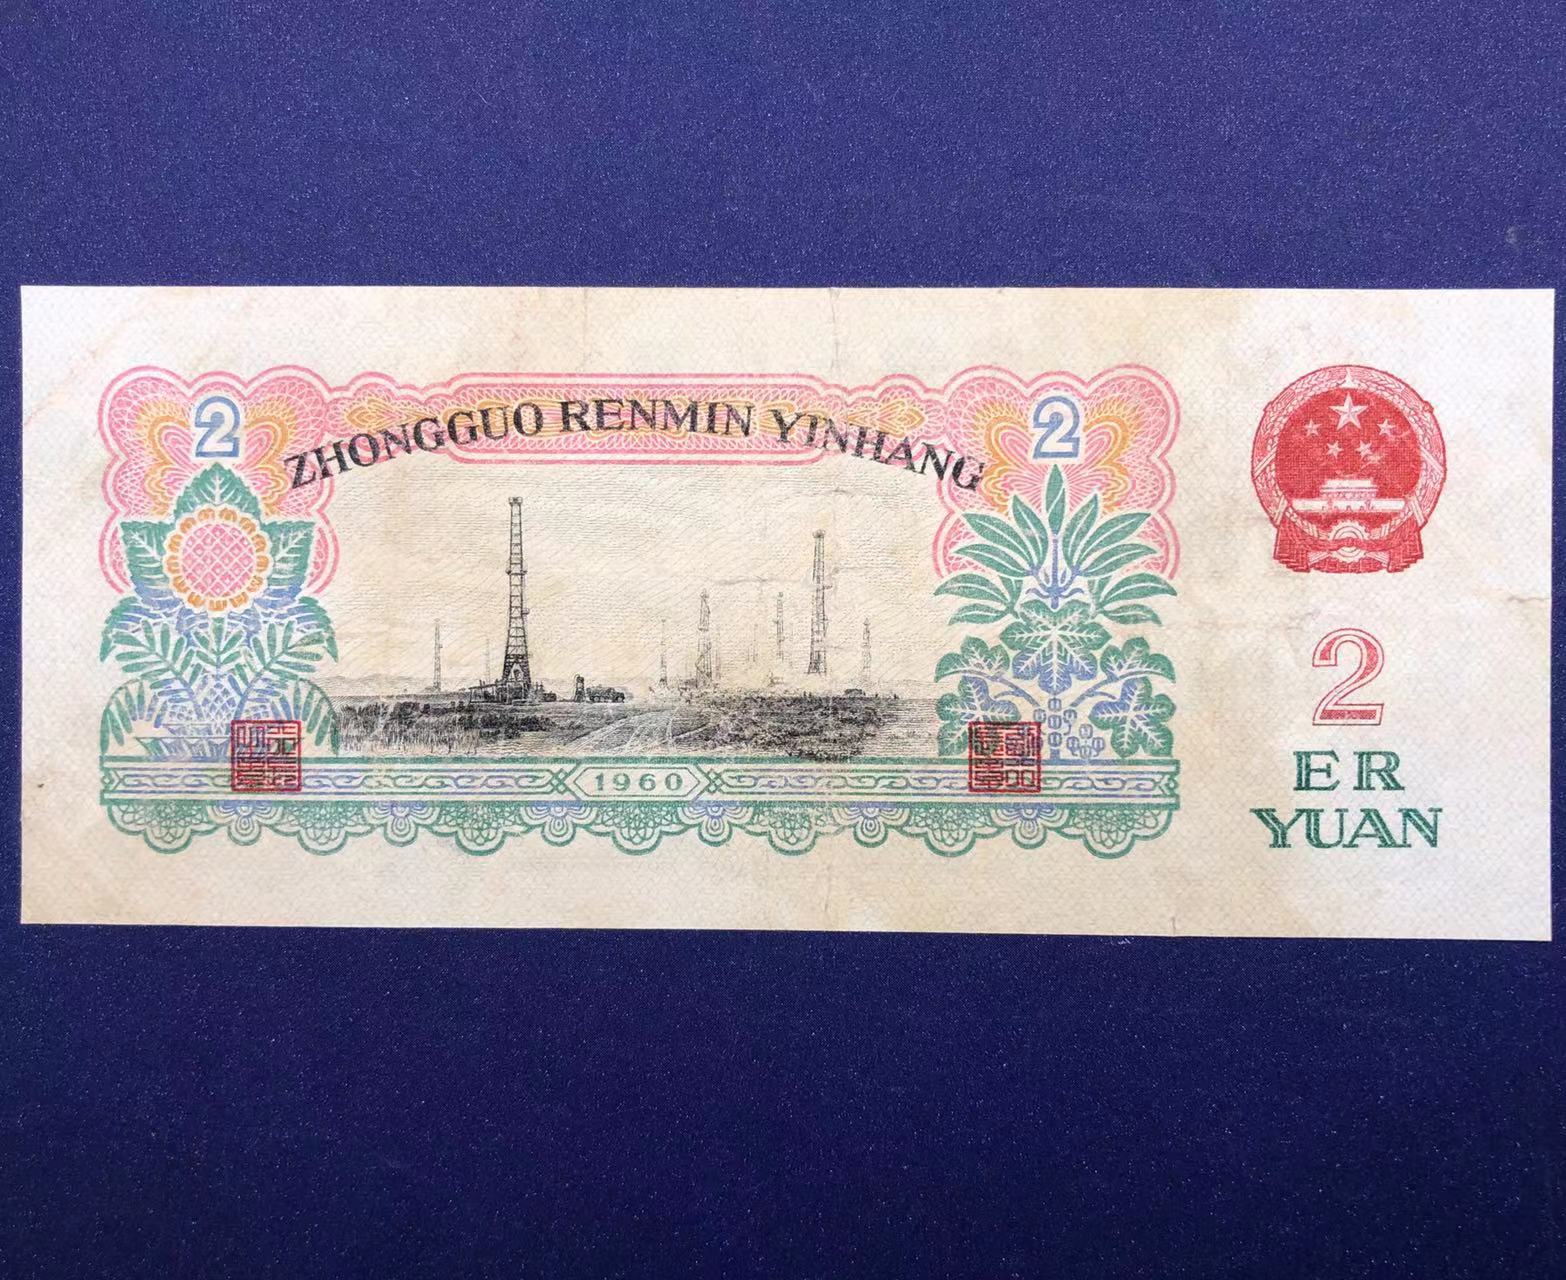 2
2
ZHONGGUO RENMIN YINHANG
1960
2
ER
YUAN